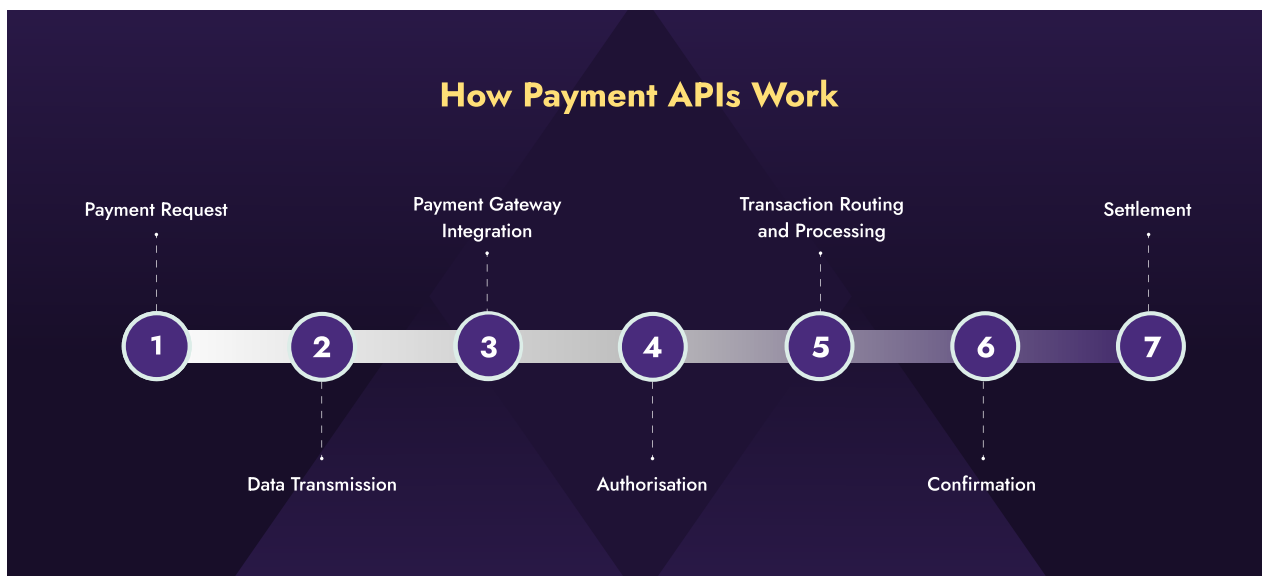 How Payment APIs Work
Payment Request
Payment Gateway
Integration
Transaction Routing
and Processing
Settlement
1
2
3
4
5
6
7
Data Transmission
Authorisation
Confirmation